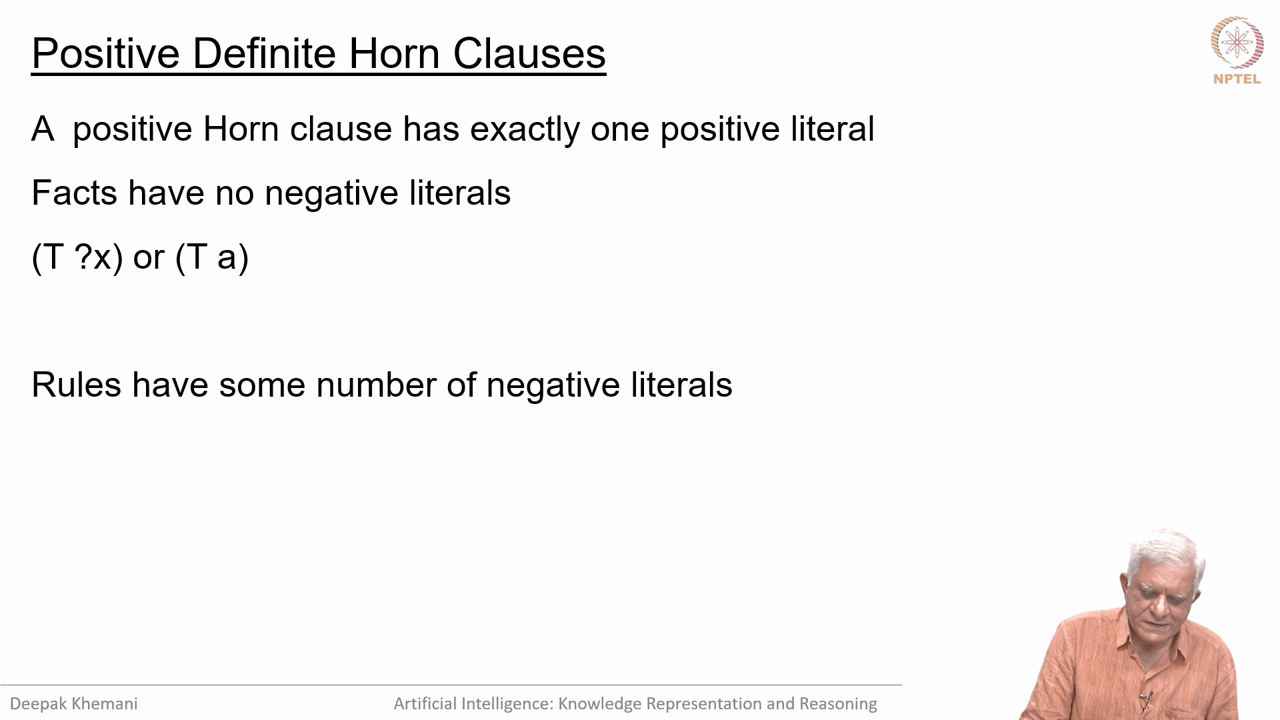 Positive Definite Horn Clauses
NPTEL
A positive Horn clause has exactly one positive literal
Facts have no negative literals
(T ?x) or (T a)
Rules have some number of negative literals
Deepak Khemani
Artificial Intelligence: Knowledge Representation and Reasoning